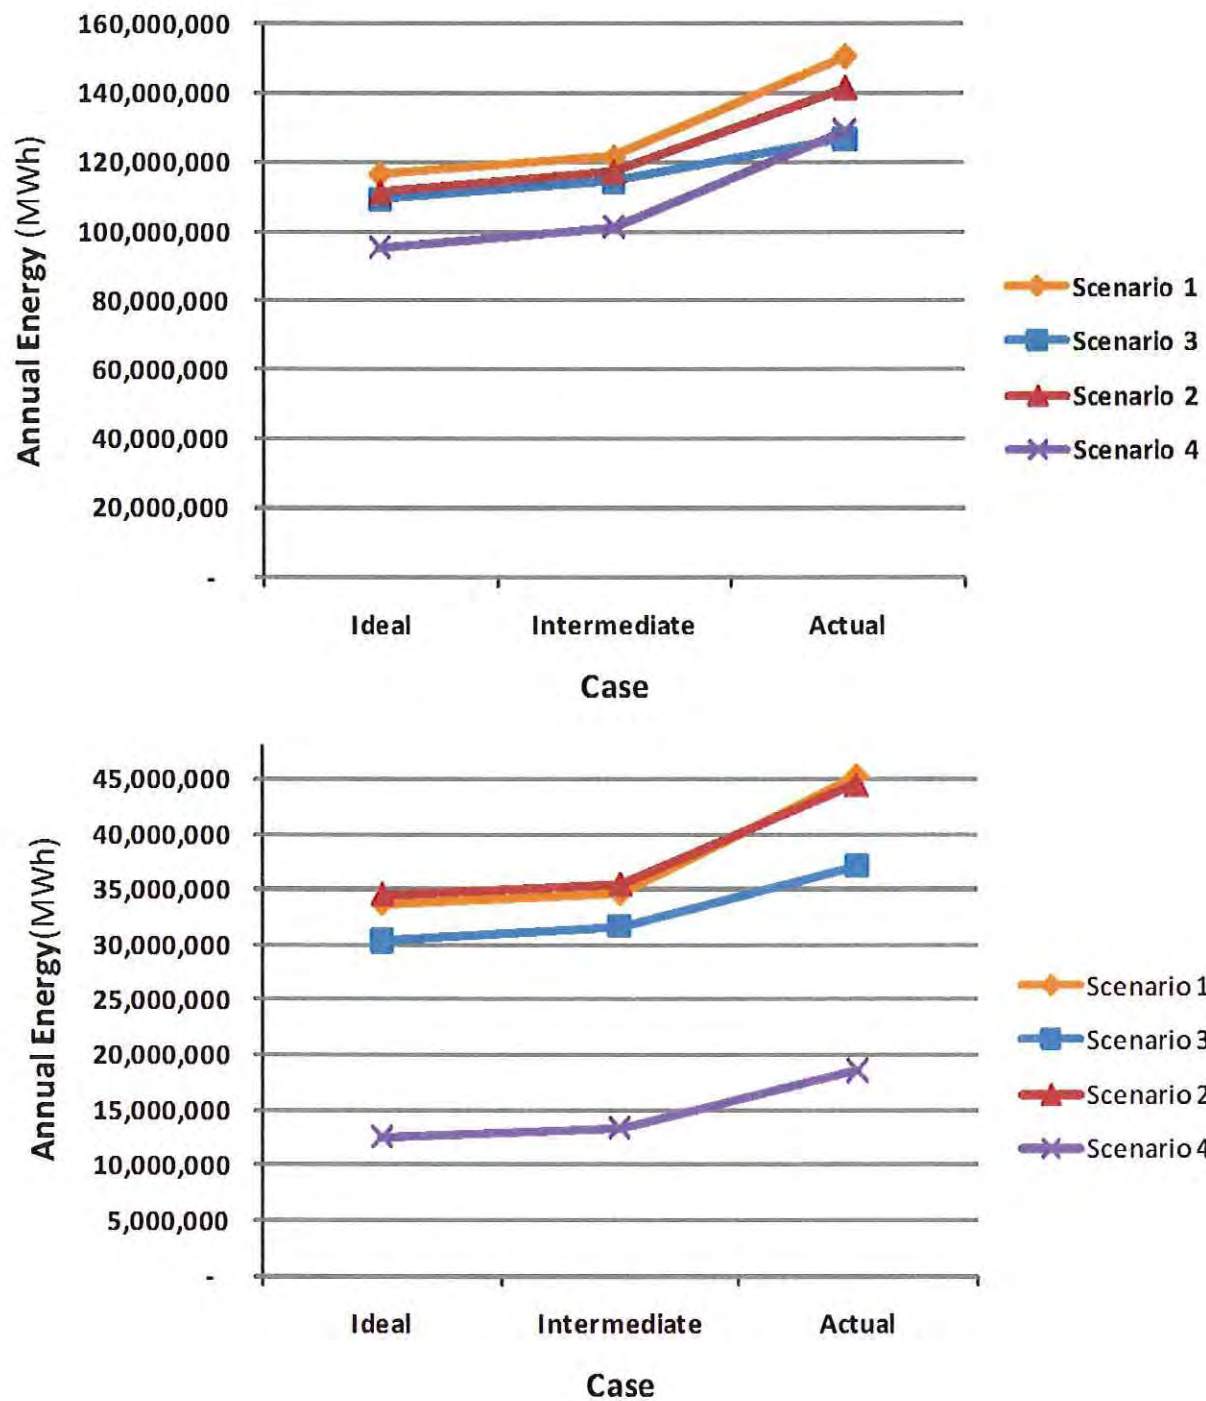 160,000,000
140,000,000
120,000,000
100,000,000
80,000,000
60,000,000
40,000,000
20,000,000
-
Annual Energy (MWh)
Ideal Intermediate Actual
Case
Scenario 1
Scenario 3
Scenario 2
Scenario 4
45,000,000
40,000,000
35,000,000
30,000,000
25,000,000
20,000,000
15,000,000
10,000,000
5,000,000
-
Annual Energy(MWh)
Ideal Intermediate Actual
Case
Scenario 1
Scenario 3
Scenario 2
Scenario 4